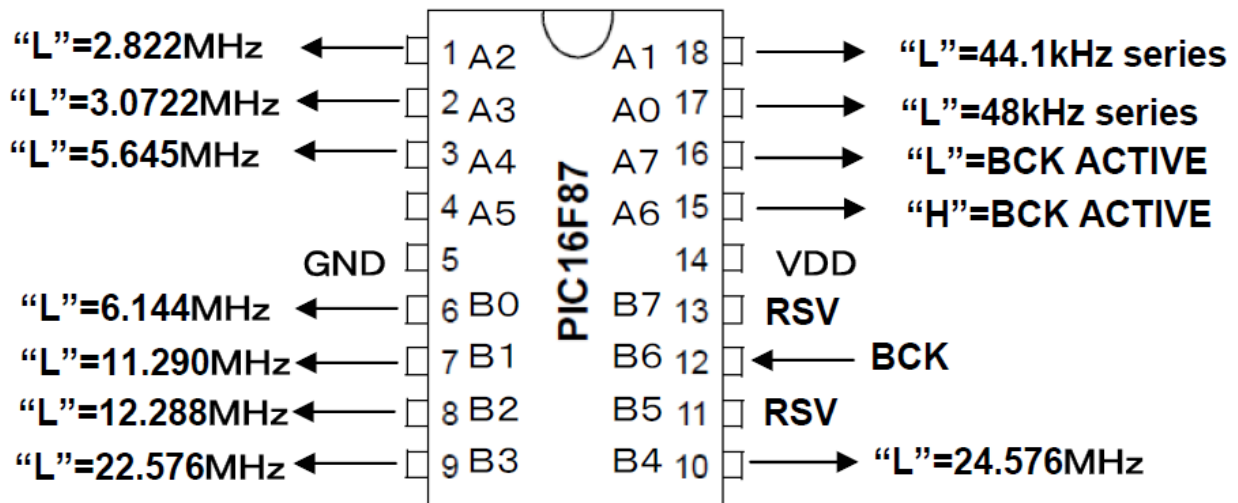 “L”=2.822MHz 1 A2 A1 18 “L”=44.1kHz series
“L”=3.0722MHz 2 A3 A0 17 “L”=48kHz series
“L”=5.645MHz 3 A4 A7 16 “L”=BCK ACTIVE
4 A5 A6 15 “H”=BCK ACTIVE
GND 5 14 VDD
“L”=6.144MHz 6 B0 B7 13 RSV
“L”=11.290MHz 7 B1 B6 12 BCK
“L”=12.288MHz 8 B2 B5 11 RSV
“L”=22.576MHz 9 B3 B4 10 “L”=24.576MHz
PIC16F87